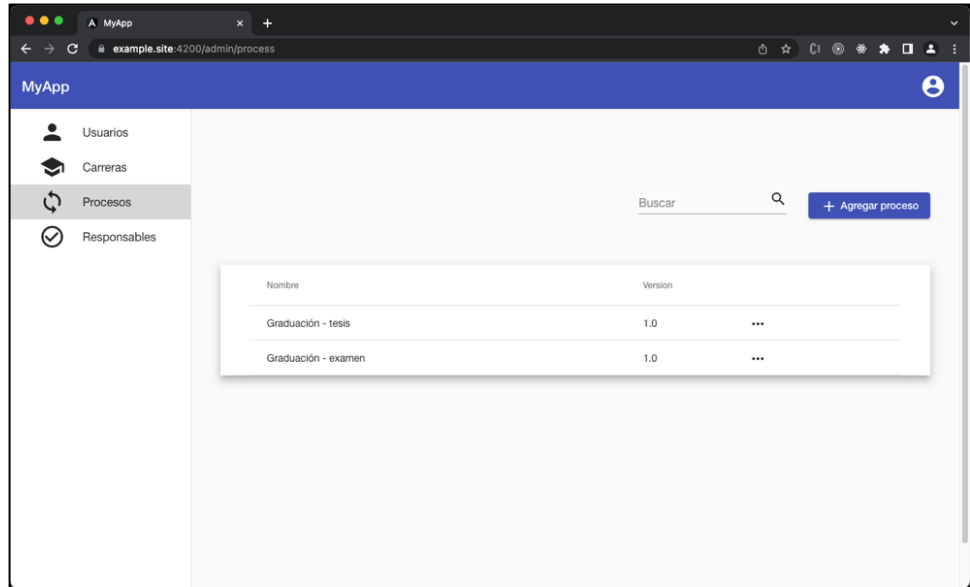 MyApp
example.site:4200/admin/process
MyApp
Usuarios
Carreras
Procesos
Responsables
Buscar
Agregar proceso
Nombre Version
Graduación - tesis 1.0
Graduación - examen 1.0